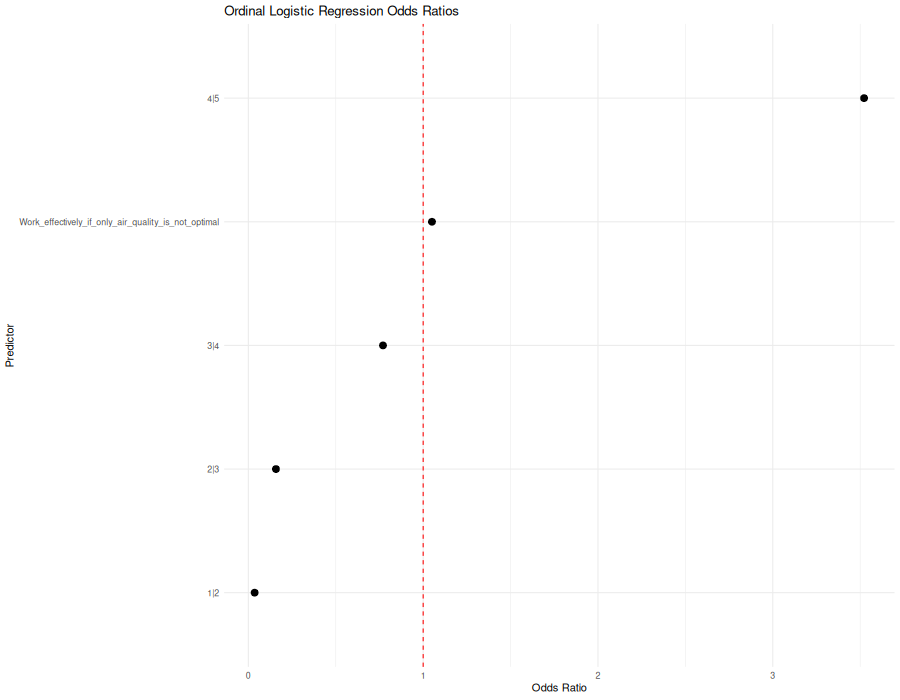 Ordinal Logistic Regression Odds Ratios
4|5
Work_effectively_if_only_air_quality_is_not_optimal
3|4
2|3
1|2
Predictor
0 1 2 3
Odds Ratio